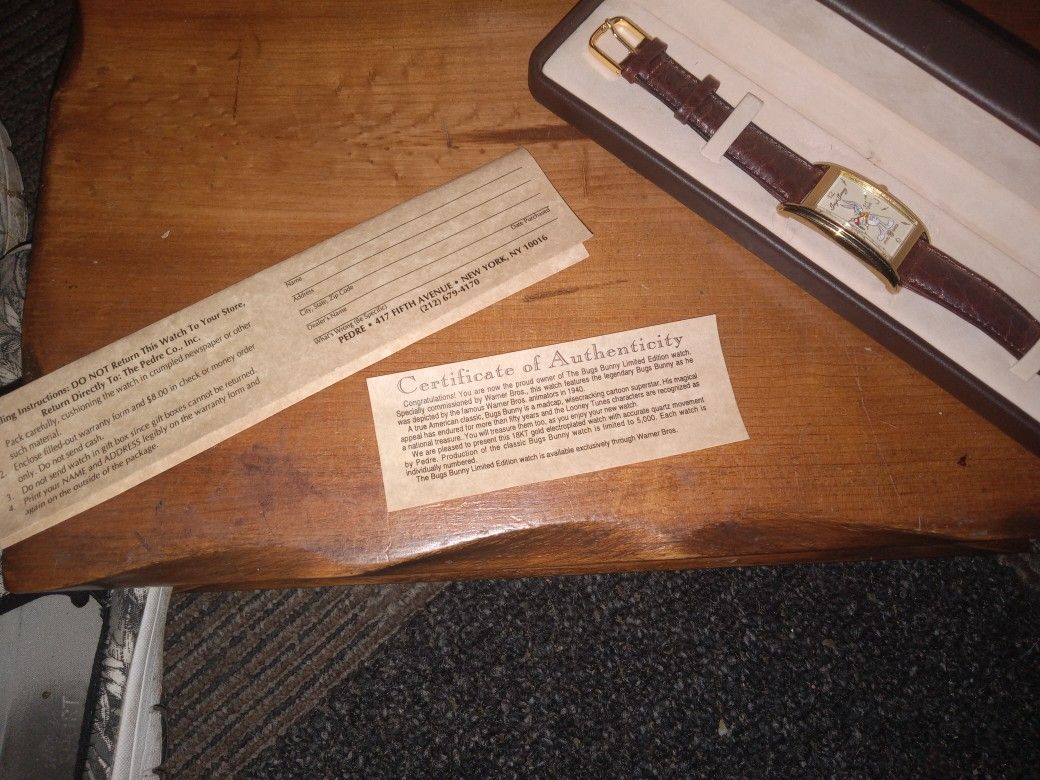 ing Instructions: DO NOT Return This Watch To Your Store,
Return Directly To: The Pedre Co., Inc.
Pack carefully, cushioning the watch in crumpled newspaper or other
such material.
2. Enclose filled-out warranty form and $8.00 in check or money order
only. Do not send cash.
3. Do not send watch in gift box since gift boxes cannot be returned.
4. Print your NAME and ADDRESS legibly on the warranty form and
again on the outside of the package.
Name
Address
City, State, Zip Code
Dealer's Name Date Purchased
What's Wrong (Be Specific)
PEDRE • 417 FIFTH AVENUE • NEW YORK, NY 10016
(212) 679-4170
Certificate of Authenticity
Congratulations! You are now the proud owner of The Bugs Bunny Limited Edition watch.
Specially commissioned by Warner Bros., this watch features the legendary Bugs Bunny as he
was depicted by the famous Warner Bros. animators in 1940.
A true American classic, Bugs Bunny is a madcap, wisecracking cartoon superstar. His magical
appeal has endured for more than fifty years and the Looney Tunes characters are recognized as
a national treasure. You will treasure them too, as you enjoy your new watch.
We are pleased to present this 18KT gold electroplated watch with accurate quartz movement
by Pedre. Production of the classic Bugs Bunny watch is limited to 5,000. Each watch is
individually numbered.
The Bugs Bunny Limited Edition watch is available exclusively through Warner Bros.